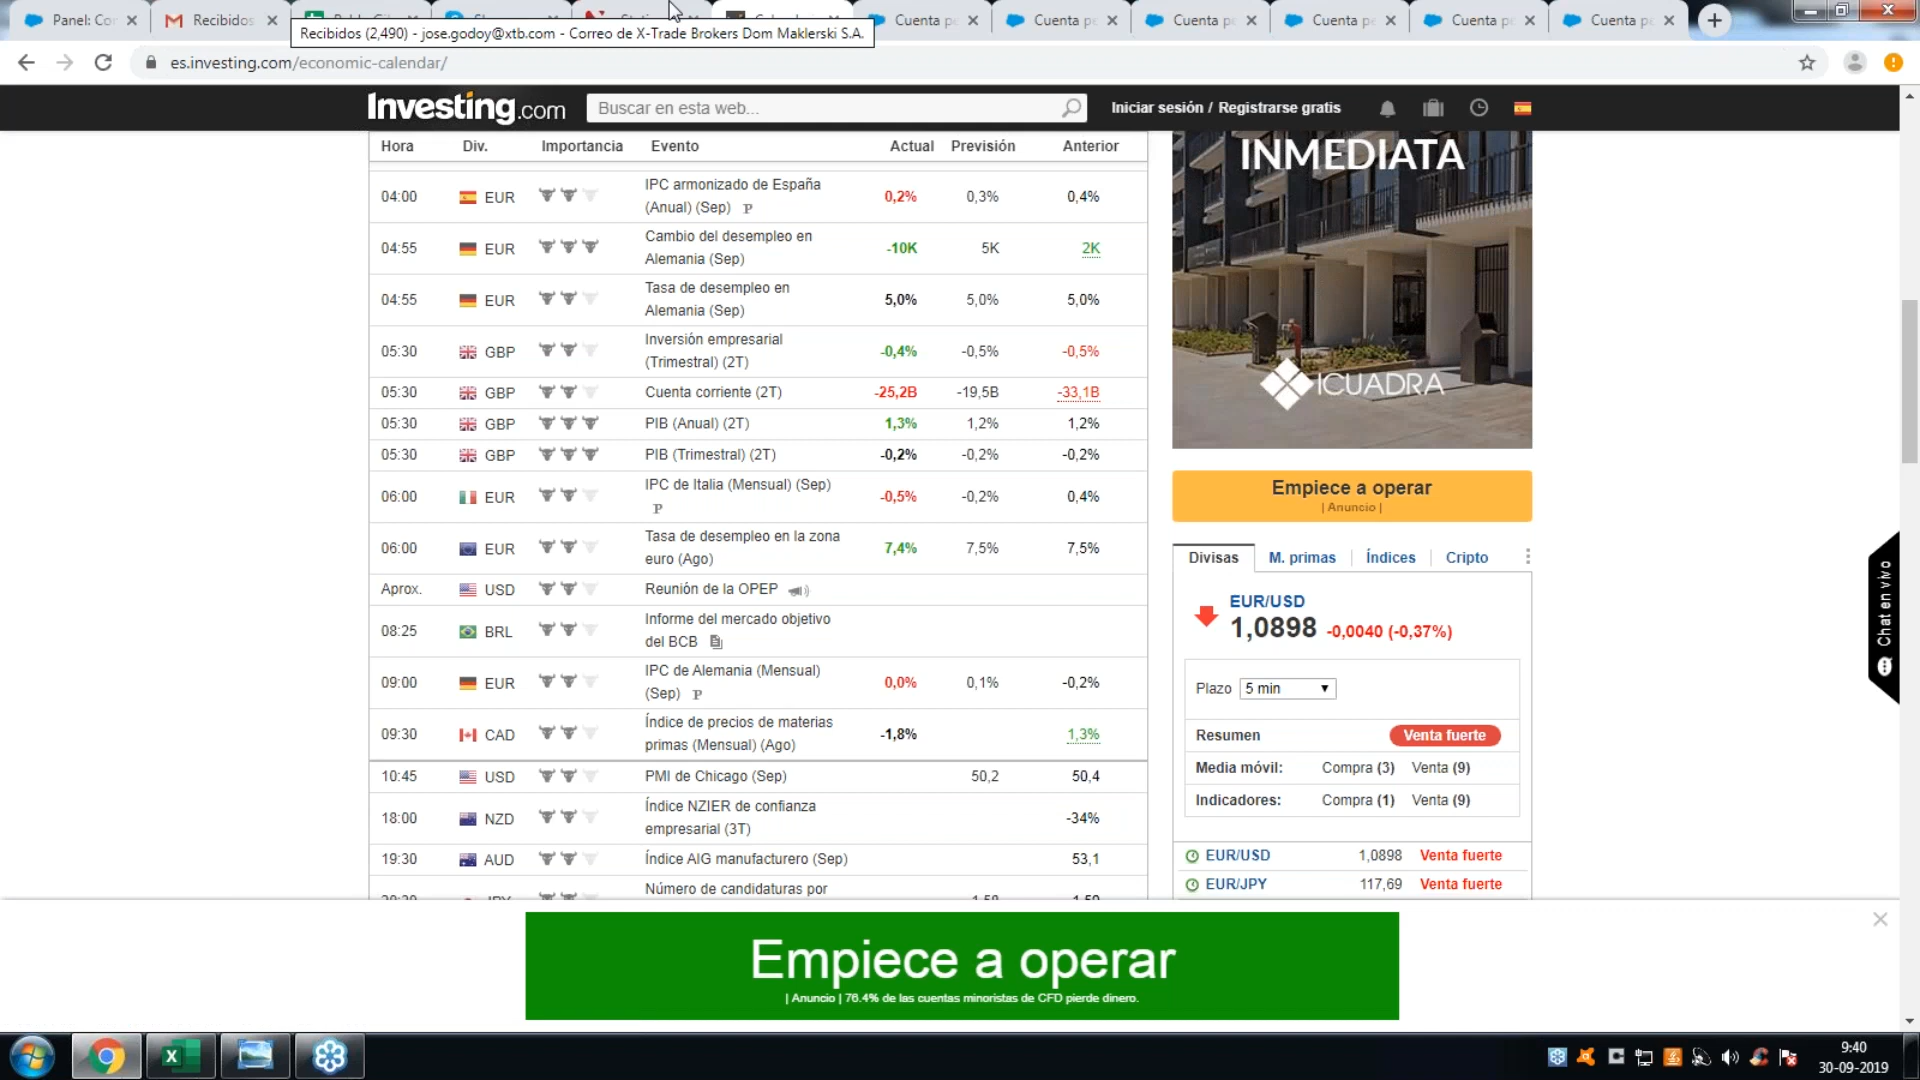 Panel: Co
Recibidos
Cuenta p
Cuenta p
Cuenta p
Cuenta p
Cuenta p
Cuenta p
Recibidos (2,490) - jose.godoy@xtb.com - Correo de X-Trade Brokers Dom Maklerski S.A.
es.investing.com/economic-calendar/
Investing.com
Buscar en esta web...
Iniciar sesión / Registrarse gratis
Hora Div. Importancia Evento Actual Previsión Anterior
04:00 EUR IPC armonizado de España (Anual) (Sep) P 0,2% 0,3% 0,4%
04:55 EUR Cambio del desempleo en Alemania (Sep) -10K 5K 2K
04:55 EUR Tasa de desempleo en Alemania (Sep) 5,0% 5,0% 5,0%
05:30 GBP Inversión empresarial (Trimestral) (2T) -0,4% -0,5% -0,5%
05:30 GBP Cuenta corriente (2T) -25,2B -19,5B -33,1B
05:30 GBP PIB (Anual) (2T) 1,3% 1,2% 1,2%
05:30 GBP PIB (Trimestral) (2T) -0,2% -0,2% -0,2%
06:00 EUR IPC de Italia (Mensual) (Sep) P -0,5% -0,2% 0,4%
06:00 EUR Tasa de desempleo en la zona euro (Ago) 7,4% 7,5% 7,5%
Aprox. USD Reunión de la OPEP
08:25 BRL Informe del mercado objetivo del BCB
09:00 EUR IPC de Alemania (Mensual) (Sep) P 0,0% 0,1% -0,2%
09:30 CAD Índice de precios de materias primas (Mensual) (Ago) -1,8% 1,3%
10:45 USD PMI de Chicago (Sep) 50,2 50,4
18:00 NZD Índice NZIER de confianza empresarial (3T) -34%
19:30 AUD Índice AIG manufacturero (Sep) 53,1
Número de candidaturas por
INMEDIATA
ICUADRA
Empiece a operar
| Anuncio |
Divisas M. primas Índices Cripto
EUR/USD
1,0898 -0,0040 (-0,37%)
Plazo 5 min
Resumen Venta fuerte
Media móvil: Compra (3) Venta (9)
Indicadores: Compra (1) Venta (9)
EUR/USD 1,0898 Venta fuerte
EUR/JPY 117,69 Venta fuerte
Chat en vivo
Empiece a operar
| Anuncio | 76.4% de las cuentas minoristas de CFD pierde dinero.
9:40
30-09-2019